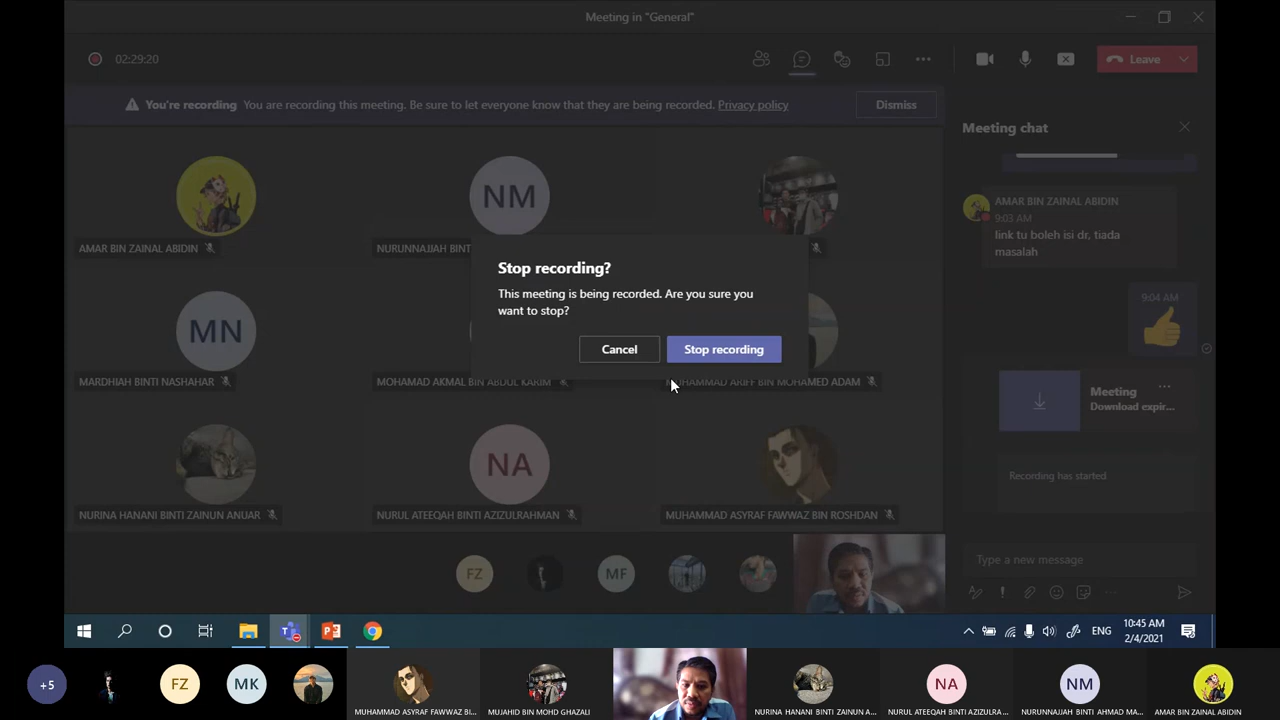 Meeting in "General"
02:29:20
Leave
You're recording You are recording this meeting. Be sure to let everyone know that they are being recorded. Privacy policy
Dismiss
Meeting chat
NM
AMAR BIN ZAINAL ABIDIN
NURUNNAJJAH BINTI
AMAR BIN ZAINAL ABIDIN
9:03 AM
link tu boleh isi dr, tiada
masalah
Stop recording?
This meeting is being recorded. Are you sure you
want to stop?
Cancel
Stop recording
9:04 AM
MN
MARDHIAH BINTI NASHAHAR
MOHAMAD AKMAL BIN ABDUL KARIM
MUHAMMAD ARIFF BIN MOHAMED ADAM
Meeting
Download expir...
NA
NURINA HANANI BINTI ZAINUN ANUAR
NURUL ATEEQAH BINTI AZIZULRAHMAN
MUHAMMAD ASYRAF FAWWAZ BIN ROSHDAN
Recording has started
FZ
MF
Type a new message
ENG
10:45 AM
2/4/2021
+5
FZ
MK
MUHAMMAD ASYRAF FAWWAZ BI...
MUJAHID BIN MOHD GHAZALI
NURINA HANANI BINTI ZAINUN A...
NA
NURUL ATEEQAH BINTI AZIZULRA...
NM
NURUNNAJJAH BINTI AHMAD MA...
AMAR BIN ZAINAL ABIDIN